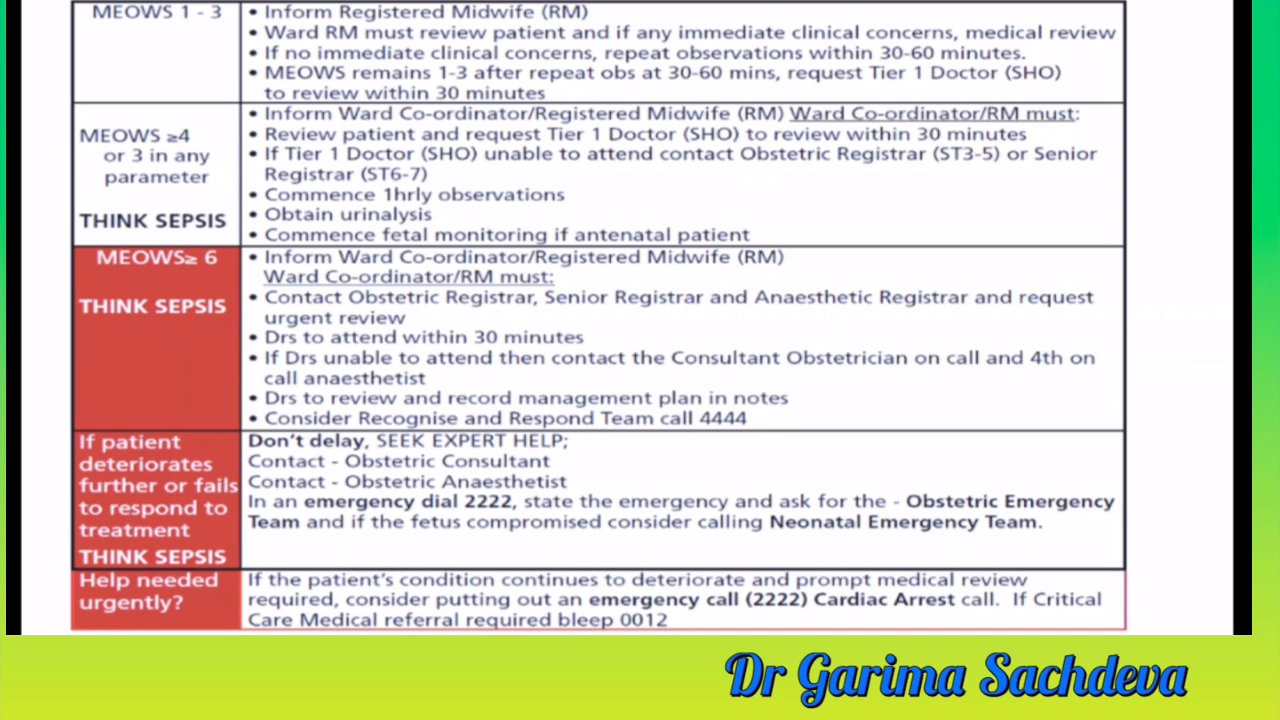 MEOWS 1 - 3
• Inform Registered Midwife (RM)
• Ward RM must review patient and if any immediate clinical concerns, medical review
• If no immediate clinical concerns, repeat observations within 30-60 minutes.
• MEOWS remains 1-3 after repeat obs at 30-60 mins, request Tier 1 Doctor (SHO)
to review within 30 minutes
MEOWS ≥4
or 3 in any
parameter
THINK SEPSIS
• Inform Ward Co-ordinator/Registered Midwife (RM) Ward Co-ordinator/RM must:
• Review patient and request Tier 1 Doctor (SHO) to review within 30 minutes
• If Tier 1 Doctor (SHO) unable to attend contact Obstetric Registrar (ST3-5) or Senior
Registrar (ST6-7)
• Commence 1hrly observations
• Obtain urinalysis
• Commence fetal monitoring if antenatal patient
MEOWS≥ 6
THINK SEPSIS
• Inform Ward Co-ordinator/Registered Midwife (RM)
Ward Co-ordinator/RM must:
• Contact Obstetric Registrar, Senior Registrar and Anaesthetic Registrar and request
urgent review
• Drs to attend within 30 minutes
• If Drs unable to attend then contact the Consultant Obstetrician on call and 4th on
call anaesthetist
• Drs to review and record management plan in notes
• Consider Recognise and Respond Team call 4444
If patient
deteriorates
further or fails
to respond to
treatment
THINK SEPSIS
Don't delay, SEEK EXPERT HELP;
Contact - Obstetric Consultant
Contact - Obstetric Anaesthetist
In an emergency dial 2222, state the emergency and ask for the - Obstetric Emergency
Team and if the fetus compromised consider calling Neonatal Emergency Team.
Help needed
urgently?
If the patient's condition continues to deteriorate and prompt medical review
required, consider putting out an emergency call (2222) Cardiac Arrest call. If Critical
Care Medical referral required bleep 0012
Dr Garima Sachdeva